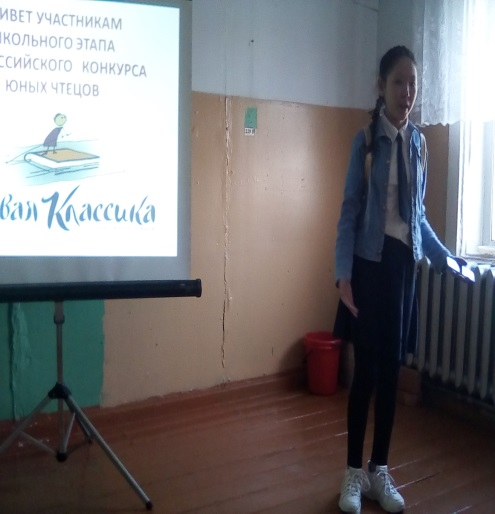 ИВЕТ УЧАСТНИКАМ
КОЛЬНОГО ЭТАПА
ССИЙСКОГО КОНКУРСА
ЮНЫХ ЧТЕЦОВ
вая Классика